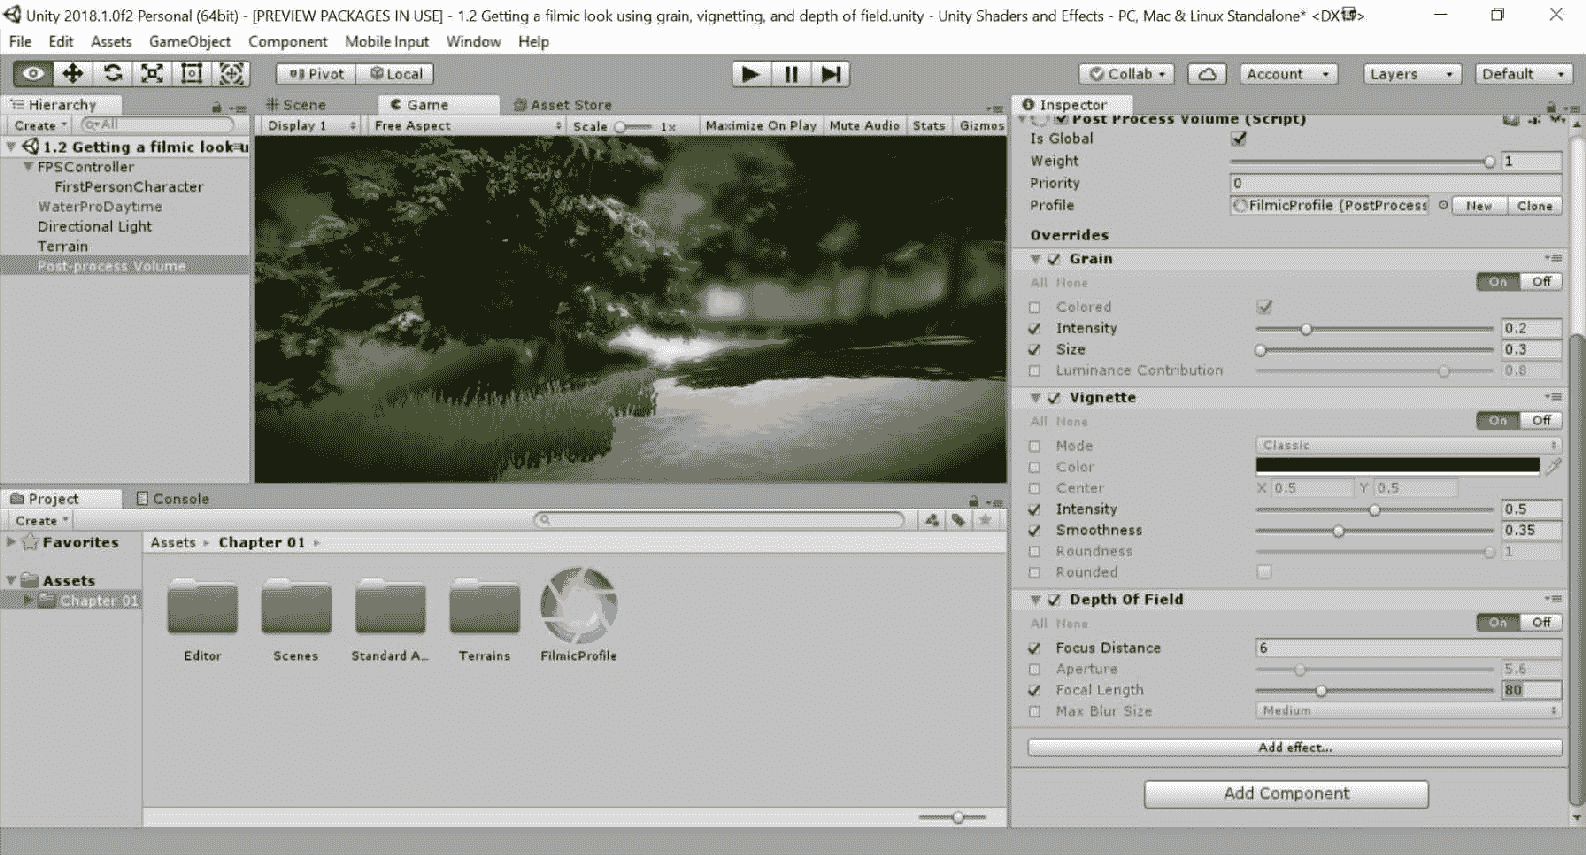 Unity 2018.1.0f2 Personal (64bit) - [PREVIEW PACKAGES IN USE] - 1.2 Getting a filmic look using grain, vignetting, and depth of field.unity - Unity Shaders and Effects - PC, Mac & Linux Standalone* <DX
File Edit Assets GameObject Component Mobile Input Window Help
Pivot Local Collab Account Layers Default
Hierarchy
Create All
1.2 Getting a filmic look u
FPSController
FirstPersonCharacter
WaterProDaytime
Directional Light
Terrain
Post-process Volume
Scene Game Asset Store
Display 1 Free Aspect Scale 1x Maximize On Play Mute Audio Stats Gizmos
Project Console
Create
Favorites
Assets
Chapter 01
Assets Chapter 01
Editor Scenes Standard A... Terrains FilmicProfile
Inspector
Post Process Volume (Script)
Is Global
Weight 1
Priority 0
Profile FilmicProfile (PostProcess New Clone
Overrides
Grain
All None On Off
Colored
Intensity 0.2
Size 0.3
Luminance Contribution 0.8
Vignette
All None On Off
Mode Classic
Color
Center X 0.5 Y 0.5
Intensity 0.5
Smoothness 0.35
Roundness 1
Rounded
Depth Of Field
All None On Off
Focus Distance 6
Aperture 5.6
Focal Length 80
Max Blur Size Medium
Add effect...
Add Component